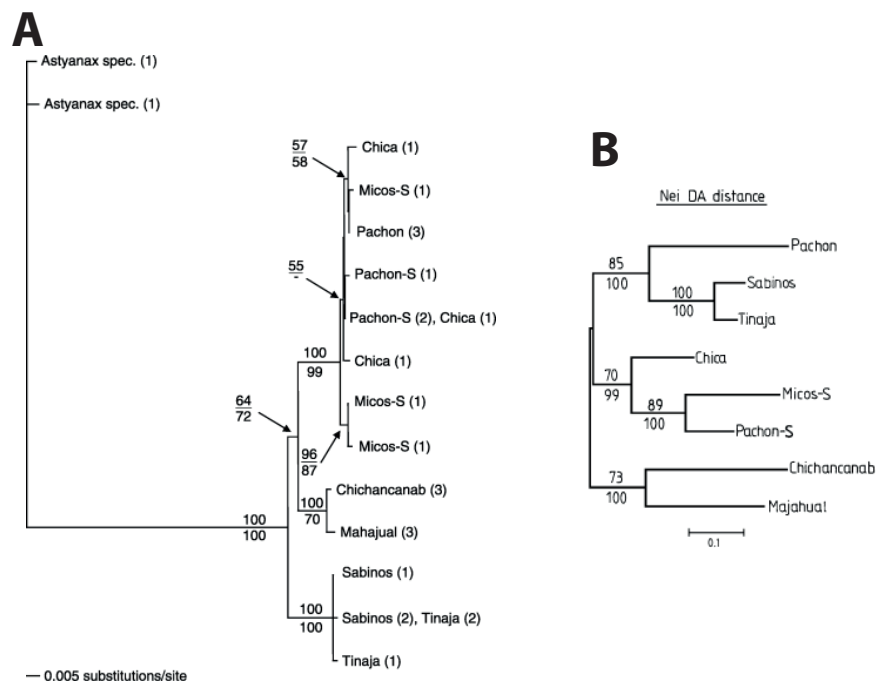 A
Astyanax spec. (1)
Astyanax spec. (1)
57
58
Chica (1)
Micos-S (1)
Pachon (3)
55
-
Pachon-S (1)
Pachon-S (2), Chica (1)
100
99
Chica (1)
64
72
Micos-S (1)
96
87
Micos-S (1)
Chichancanab (3)
100
70
Mahajual (3)
100
100
Sabinos (1)
100
100
Sabinos (2), Tinaja (2)
Tinaja (1)
0.005 substitutions/site
B
Nei DA distance
Pachon
85
100
Sabinos
100
100
Tinaja
Chica
70
99
Micos-S
89
100
Pachon-S
Chichancanab
73
100
Majahual
0.1